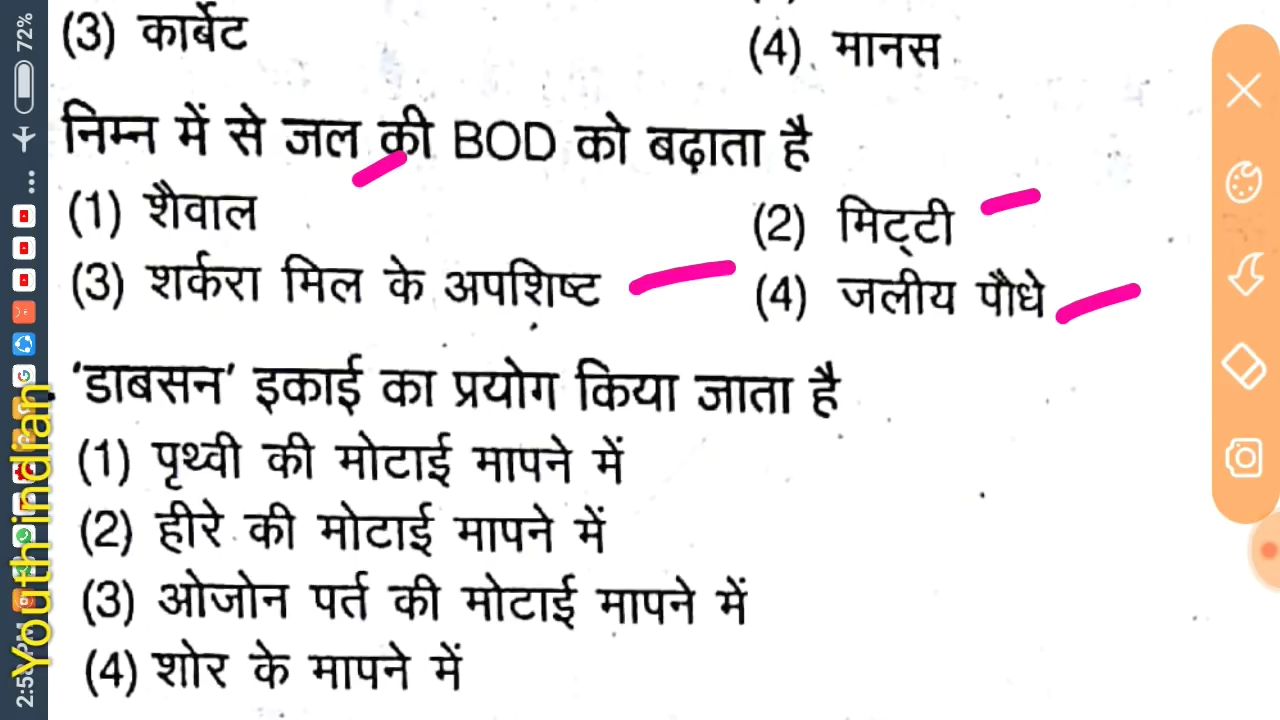 (3) कार्बेट
(4) मानस
निम्न में से जल की BOD को बढ़ाता है
(1) शैवाल
(2) मिट्टी
(3) शर्करा मिल के अपशिष्ट
(4) जलीय पौधे
'डाबसन' इकाई का प्रयोग किया जाता है
(1) पृथ्वी की मोटाई मापने में
(2) हीरे की मोटाई मापने में
(3) ओजोन पर्त की मोटाई मापने में
(4) शोर के मापने में
72%
Youth indian